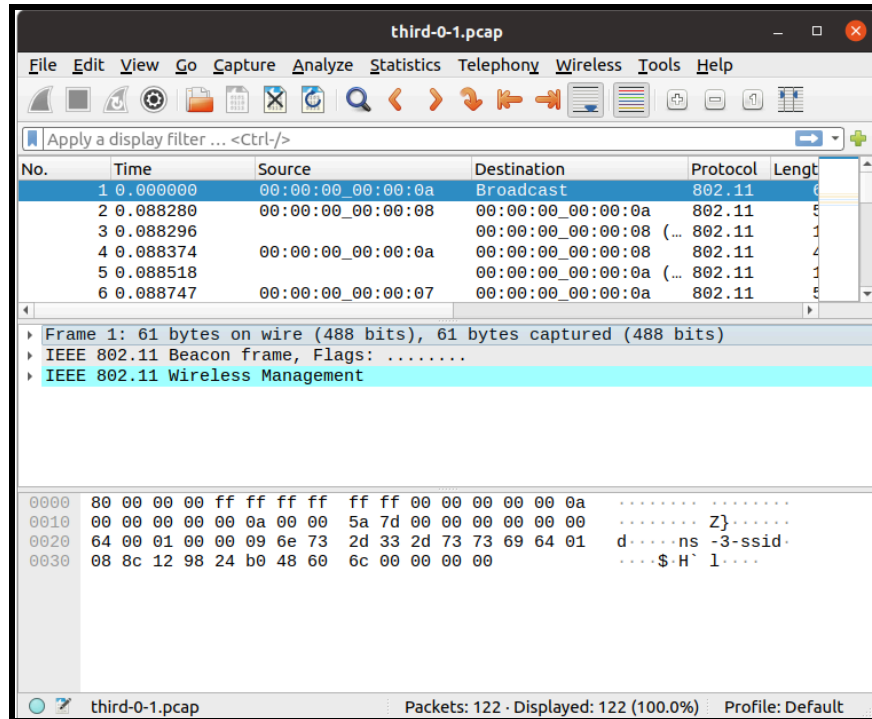 third-0-1.pcap
File Edit View Go Capture Analyze Statistics Telephony Wireless Tools Help
Apply a display filter … <Ctrl-/>
No. Time Source Destination Protocol Lengt
1 0.000000 00:00:00_00:00:0a Broadcast 802.11 6
2 0.088280 00:00:00_00:00:08 00:00:00_00:00:0a 802.11 5
3 0.088296 00:00:00_00:00:08 (… 802.11 1
4 0.088374 00:00:00_00:00:0a 00:00:00_00:00:08 802.11 4
5 0.088518 00:00:00_00:00:0a (… 802.11 1
6 0.088747 00:00:00_00:00:07 00:00:00_00:00:0a 802.11 5
Frame 1: 61 bytes on wire (488 bits), 61 bytes captured (488 bits)
IEEE 802.11 Beacon frame, Flags: ........
IEEE 802.11 Wireless Management
0000 80 00 00 00 ff ff ff ff ff ff 00 00 00 00 00 0a ········ ········
0010 00 00 00 00 00 0a 00 00 5a 7d 00 00 00 00 00 00 ········ Z}······
0020 64 00 01 00 00 09 6e 73 2d 33 2d 73 73 69 64 01 d·····ns -3-ssid·
0030 08 8c 12 98 24 b0 48 60 6c 00 00 00 00 ····$·H` l····
third-0-1.pcap Packets: 122 · Displayed: 122 (100.0%) Profile: Default